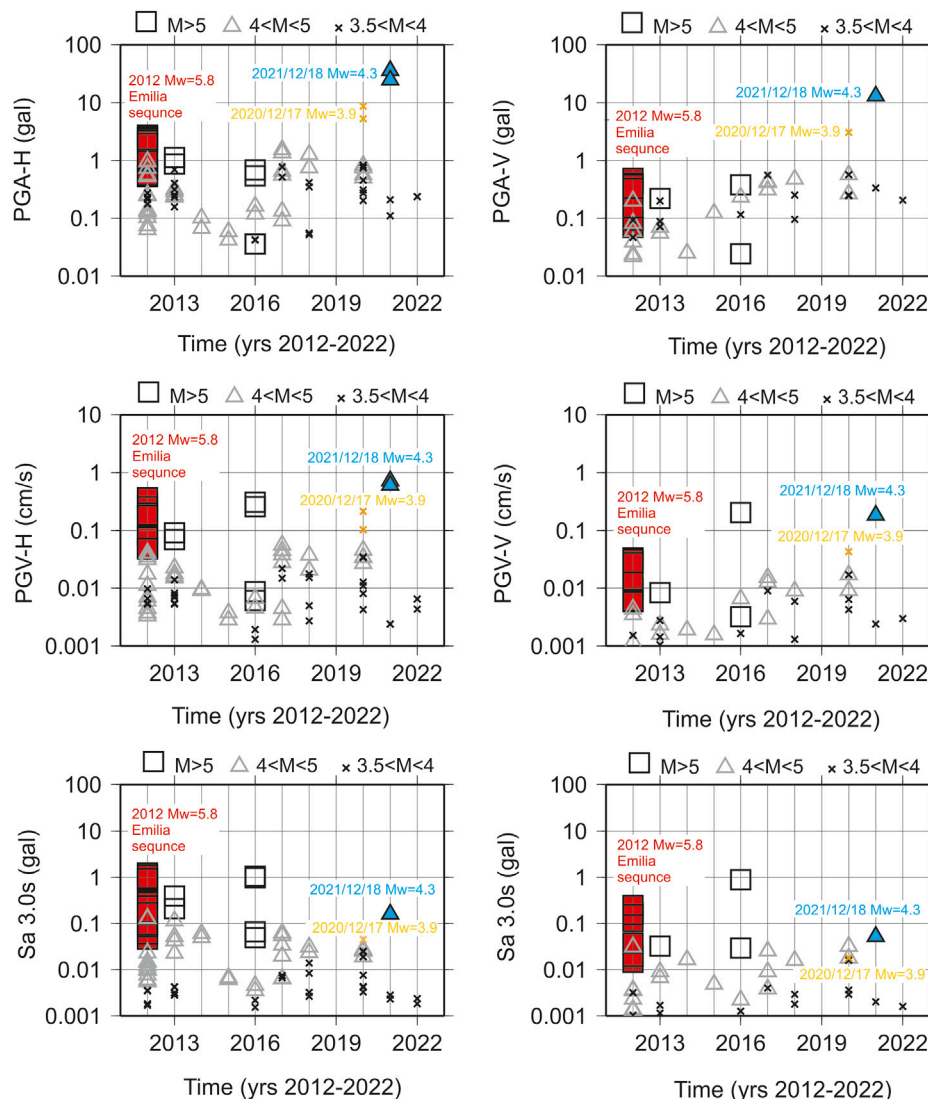 M>5 4<M<5 3.5<M<4
PGA-H (gal)
100
10
1
0.1
0.01
2012 Mw=5.8
Emilia
sequnce
2021/12/18 Mw=4.3
2020/12/17 Mw=3.9
2013 2016 2019 2022
Time (yrs 2012-2022)
M>5 4<M<5 3.5<M<4
PGA-V (gal)
100
10
1
0.1
0.01
2012 Mw=5.8
Emilia
sequnce
2021/12/18 Mw=4.3
2020/12/17 Mw=3.9
2013 2016 2019 2022
Time (yrs 2012-2022)
M>5 4<M<5 3.5<M<4
PGV-H (cm/s)
10
1
0.1
0.01
0.001
2012 Mw=5.8
Emilia
sequnce
2021/12/18 Mw=4.3
2020/12/17 Mw=3.9
2013 2016 2019 2022
Time (yrs 2012-2022)
M>5 4<M<5 3.5<M<4
PGV-V (cm/s)
10
1
0.1
0.01
0.001
2012 Mw=5.8
Emilia
sequnce
2021/12/18 Mw=4.3
2020/12/17 Mw=3.9
2013 2016 2019 2022
Time (yrs 2012-2022)
M>5 4<M<5 3.5<M<4
Sa 3.0s (gal)
100
10
1
0.1
0.01
0.001
2012 Mw=5.8
Emilia
sequnce
2021/12/18 Mw=4.3
2020/12/17 Mw=3.9
2013 2016 2019 2022
Time (yrs 2012-2022)
M>5 4<M<5 3.5<M<4
Sa 3.0s (gal)
100
10
1
0.1
0.01
0.001
2012 Mw=5.8
Emilia
sequnce
2021/12/18 Mw=4.3
2020/12/17 Mw=3.9
2013 2016 2019 2022
Time (yrs 2012-2022)